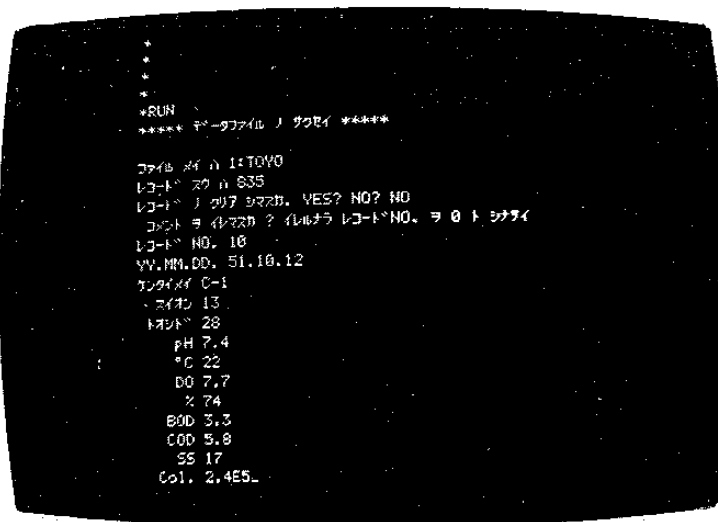 *
*
*
*
*RUN
***** データファイル ノ サクセイ *****
ファイル メイ ハ 1:TOYO
レコード スウ ハ 835
レコード ノ クリア シマスカ. YES? NO? NO
コメント ヲ イレマスカ ? イレルナラ レコードNO. ヲ 0 ト シナサイ
レコード NO. 10
YY.MM.DD. 51.10.12
ケンタイメイ C-1
スイオン 13
トオシド 28
pH 7.4
°C 22
DO 7.7
% 74
BOD 3.3
COD 5.8
SS 17
Col. 2.4E5_